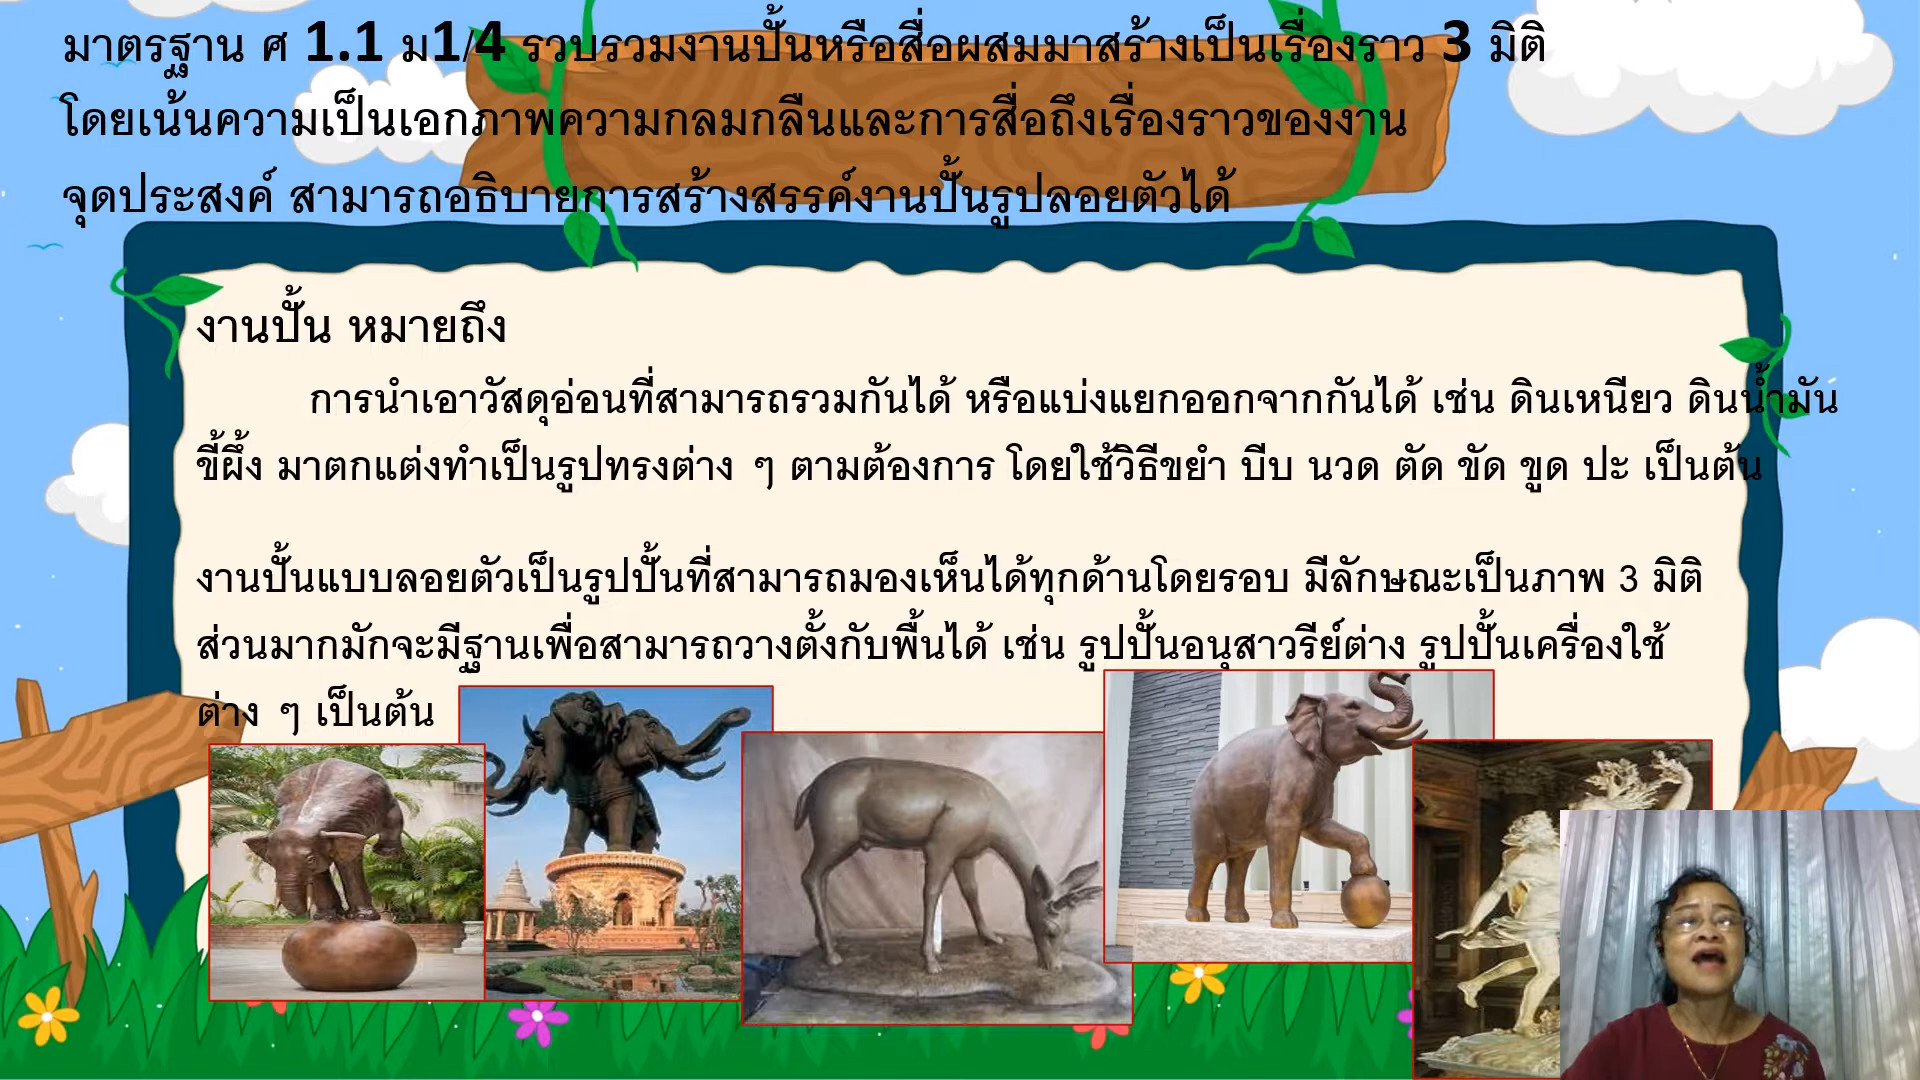 มาตรฐาน ศ 1.1 ม1/4 รวบรวมงานปั้นหรือสื่อผสมมาสร้างเป็นเรื่องราว 3 มิติ
โดยเน้นความเป็นเอกภาพความกลมกลืนและการสื่อถึงเรื่องราวของงาน
จุดประสงค์ สามารถอธิบายการสร้างสรรค์งานปั้นรูปลอยตัวได้
งานปั้น หมายถึง
การนำเอาวัสดุอ่อนที่สามารถรวมกันได้ หรือแบ่งแยกออกจากกันได้ เช่น ดินเหนียว ดินน้ำมัน
ขี้ผึ้ง มาตกแต่งทำเป็นรูปทรงต่าง ๆ ตามต้องการ โดยใช้วิธีขยำ บีบ นวด ตัด ขัด ขูด ปะ เป็นต้น
งานปั้นแบบลอยตัวเป็นรูปปั้นที่สามารถมองเห็นได้ทุกด้านโดยรอบ มีลักษณะเป็นภาพ 3 มิติ
ส่วนมากมักจะมีฐานเพื่อสามารถวางตั้งกับพื้นได้ เช่น รูปปั้นอนุสาวรีย์ต่าง รูปปั้นเครื่องใช้
ต่าง ๆ เป็นต้น